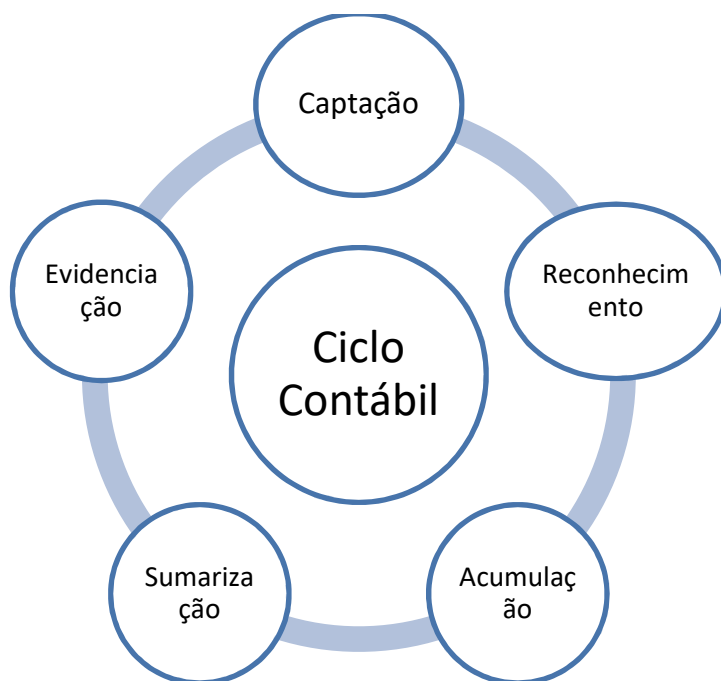 Captação
Reconhecim
ento
Acumulaç
ão
Sumariza
ção
Evidencia
ção
Ciclo
Contábil